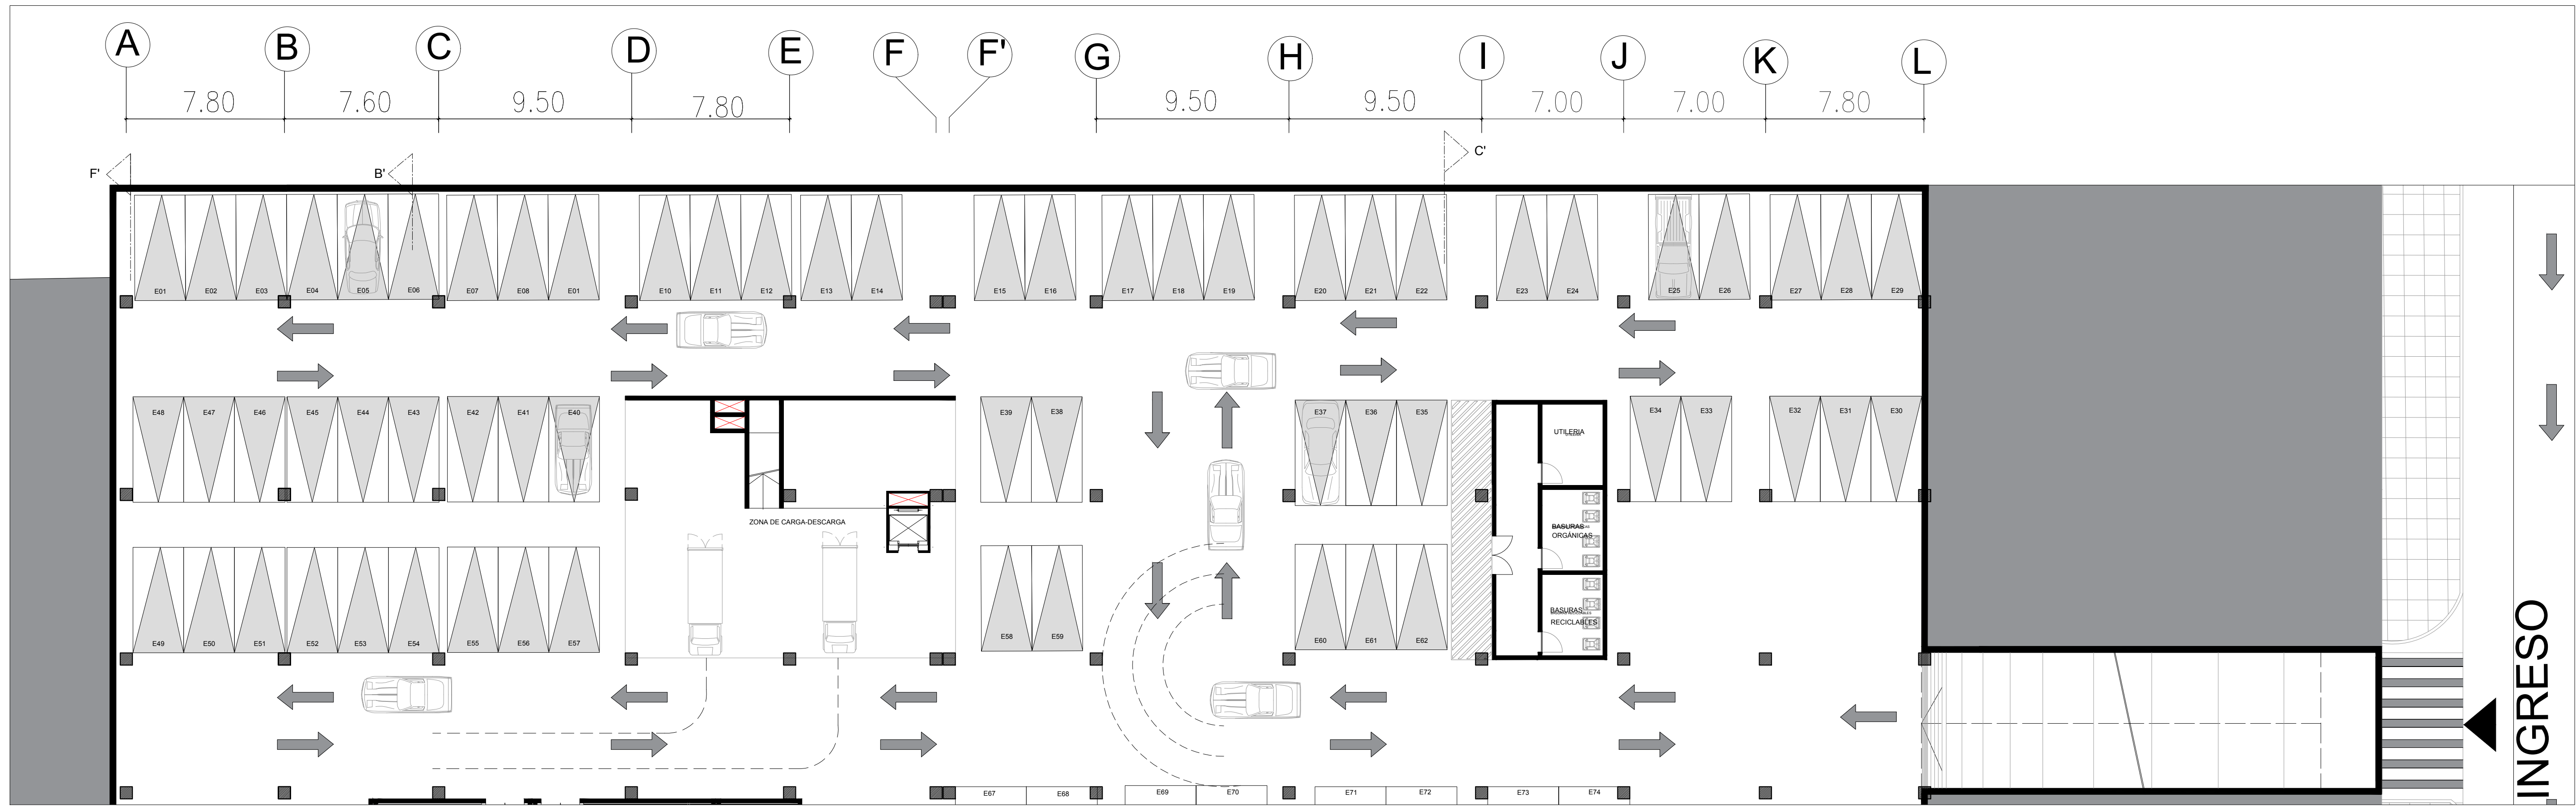 A B C D E F F' G H I J K L
7.80 7.60 9.50 7.80 9.50 9.50 7.00 7.00 7.80
F' B' C'
E01 E02 E03 E04 E05 E06 E07 E08 E01 E10 E11 E12 E13 E14 E15 E16 E17 E18 E19 E20 E21 E22 E23 E24 E25 E26 E27 E28 E29
E48 E47 E46 E45 E44 E43 E42 E41 E40 E39 E38 E37 E36 E35 E34 E33 E32 E31 E30
UTILERIA
ZONA DE CARGA-DESCARGA
BASURAS
ORGÁNICAS
BASURAS
RECICLABLES
E49 E50 E51 E52 E53 E54 E55 E56 E57 E58 E59 E60 E61 E62
INGRESO
E67 E68 E69 E70 E71 E72 E73 E74